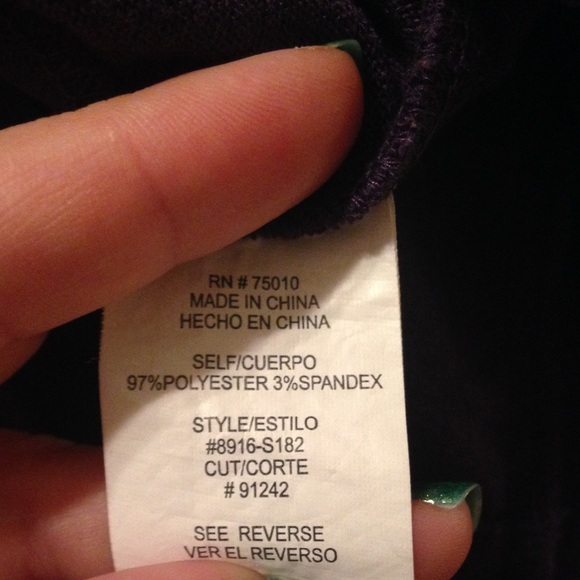 RN # 75010
MADE IN CHINA
HECHO EN CHINA
SELF/CUERPO
97%POLYESTER 3%SPANDEX
STYLE/ESTILO
#8916-S182
CUT/CORTE
# 91242
SEE REVERSE
VER EL REVERSO